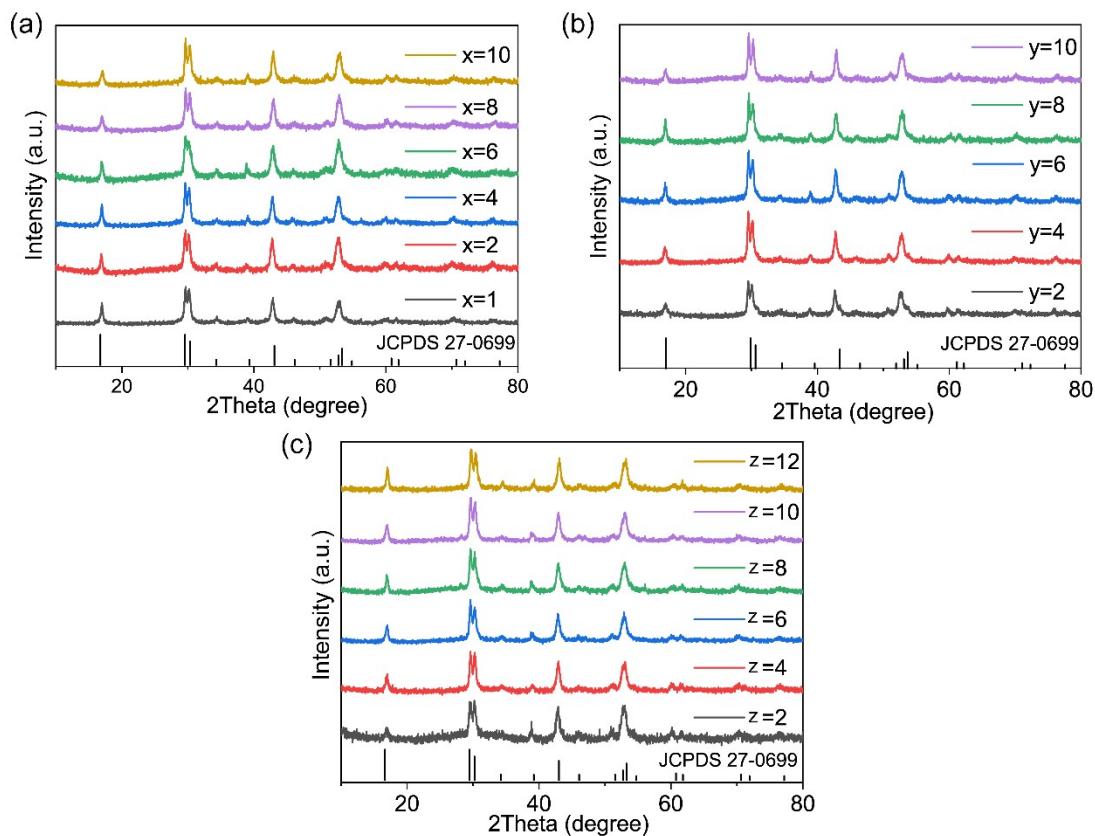 (a)
x=10
x=8
x=6
x=4
x=2
x=1
JCPDS 27-0699
Intensity (a.u.)
20 40 60 80
2Theta (degree)
(b)
y=10
y=8
y=6
y=4
y=2
JCPDS 27-0699
Intensity (a.u.)
20 40 60 80
2Theta (degree)
(c)
z=12
z=10
z=8
z=6
z=4
z=2
JCPDS 27-0699
Intensity (a.u.)
20 40 60 80
2Theta (degree)